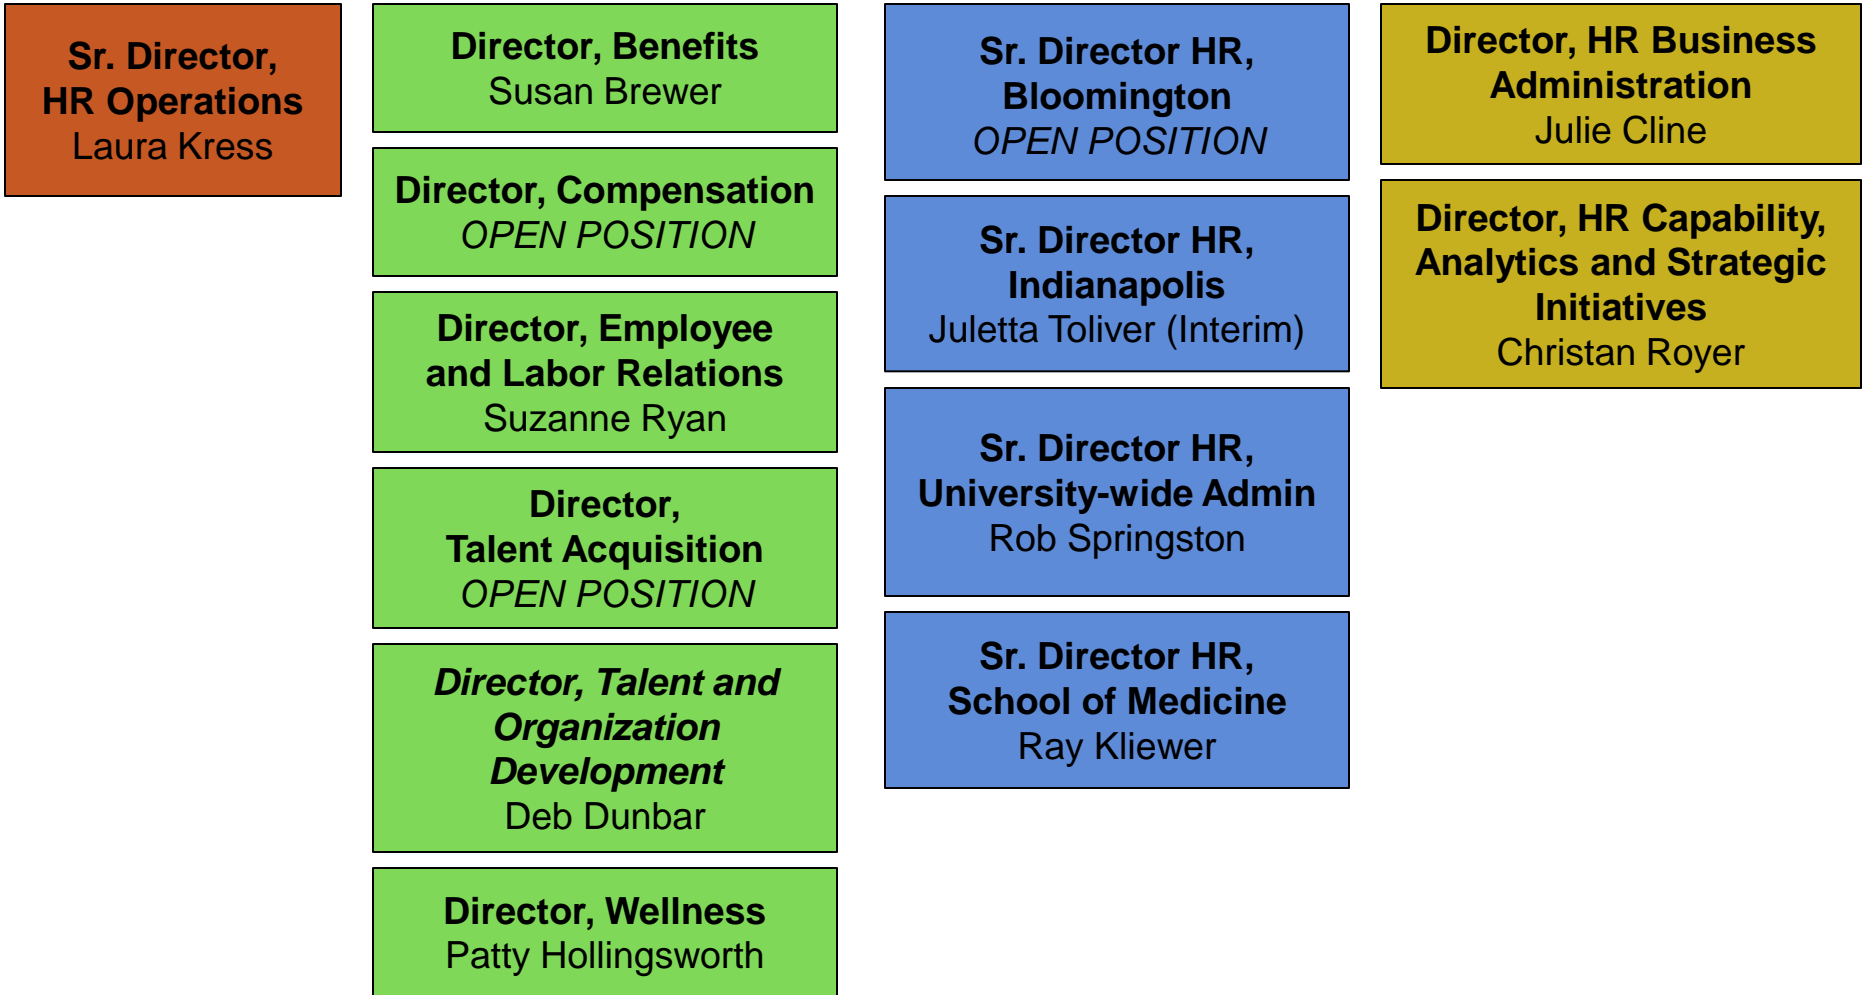 Sr. Director,
HR Operations
Laura Kress
Director, Benefits
Susan Brewer
Director, Compensation
OPEN POSITION
Director, Employee
and Labor Relations
Suzanne Ryan
Director,
Talent Acquisition
OPEN POSITION
Director, Talent and
Organization
Development
Deb Dunbar
Director, Wellness
Patty Hollingsworth
Sr. Director HR,
Bloomington
OPEN POSITION
Sr. Director HR,
Indianapolis
Juletta Toliver (Interim)
Sr. Director HR,
University-wide Admin
Rob Springston
Sr. Director HR,
School of Medicine
Ray Kliewer
Director, HR Business
Administration
Julie Cline
Director, HR Capability,
Analytics and Strategic
Initiatives
Christan Royer